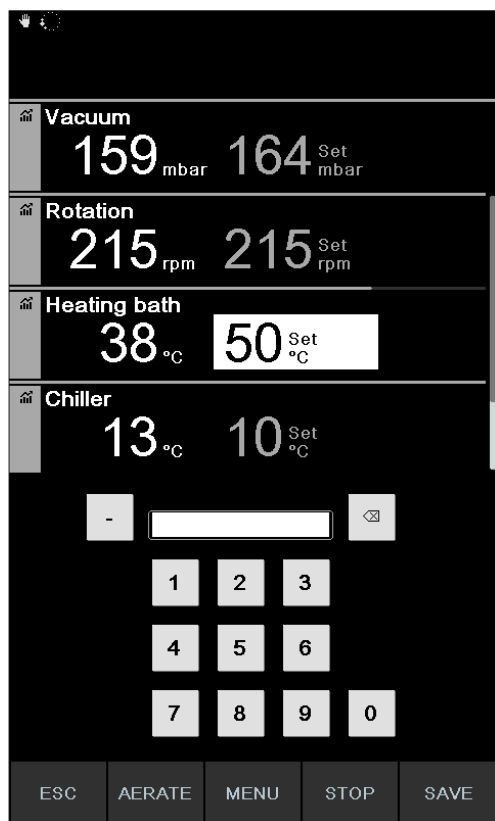 Vacuum
159 mbar 164 Set mbar
Rotation
215 rpm 215 Set rpm
Heating bath
38 °C 50 Set °C
Chiller
13 °C 10 Set °C
-
1 2 3
4 5 6
7 8 9 0
ESC AERATE MENU STOP SAVE